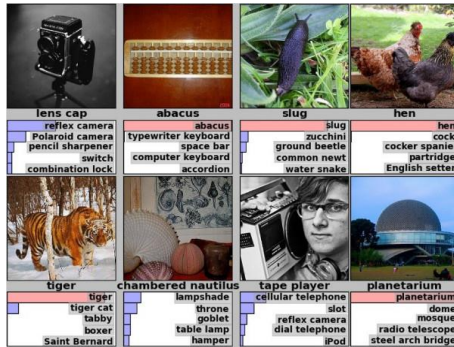 lens cap
abacus
slug
hen
reflex camera
Polaroid camera
pencil sharpener
switch
combination lock
abacus
typewriter keyboard
space bar
computer keyboard
accordion
slug
zucchini
ground beetle
common newt
water snake
hen
cock
cocker spaniel
partridge
English setter
tiger
chambered nautilus
tape player
planetarium
tiger
tiger cat
tabby
boxer
Saint Bernard
lampshade
throne
goblet
table lamp
hamper
cellular telephone
slot
reflex camera
dial telephone
iPod
planetarium
dome
mosque
radio telescope
steel arch bridge